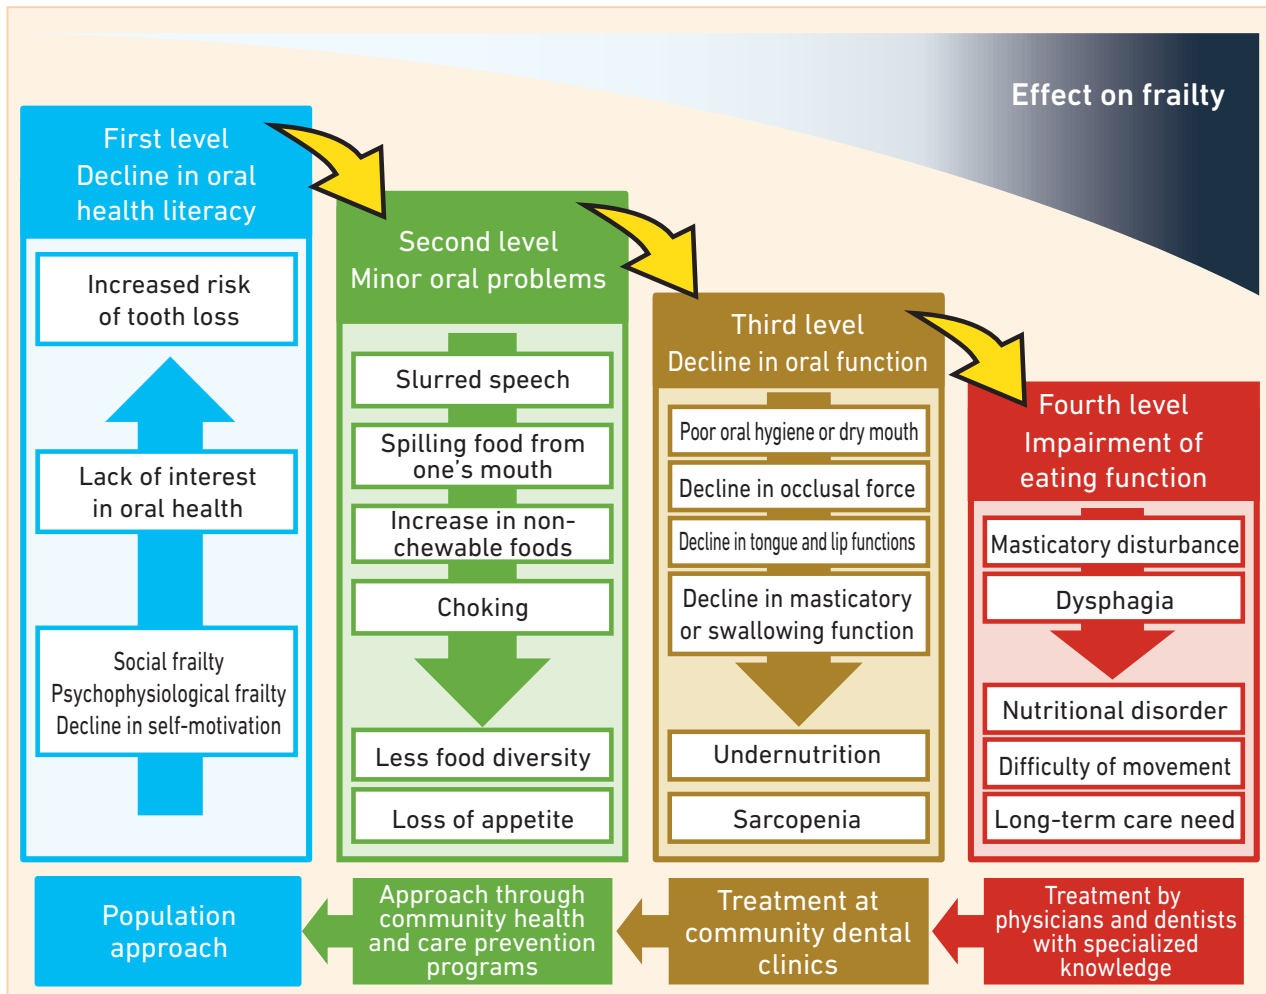 Effect on frailty
First level
Decline in oral
health literacy
Increased risk
of tooth loss
Lack of interest
in oral health
Social frailty
Psychophysiological frailty
Decline in self-motivation
Population
approach
Second level
Minor oral problems
Slurred speech
Spilling food from
one's mouth
Increase in non-
chewable foods
Choking
Less food diversity
Loss of appetite
Approach through
community health
and care prevention
programs
Third level
Decline in oral function
Poor oral hygiene or dry mouth
Decline in occlusal force
Decline in tongue and lip functions
Decline in masticatory
or swallowing function
Undernutrition
Sarcopenia
Treatment at
community dental
clinics
Fourth level
Impairment of
eating function
Masticatory disturbance
Dysphagia
Nutritional disorder
Difficulty of movement
Long-term care need
Treatment by
physicians and dentists
with specialized
knowledge